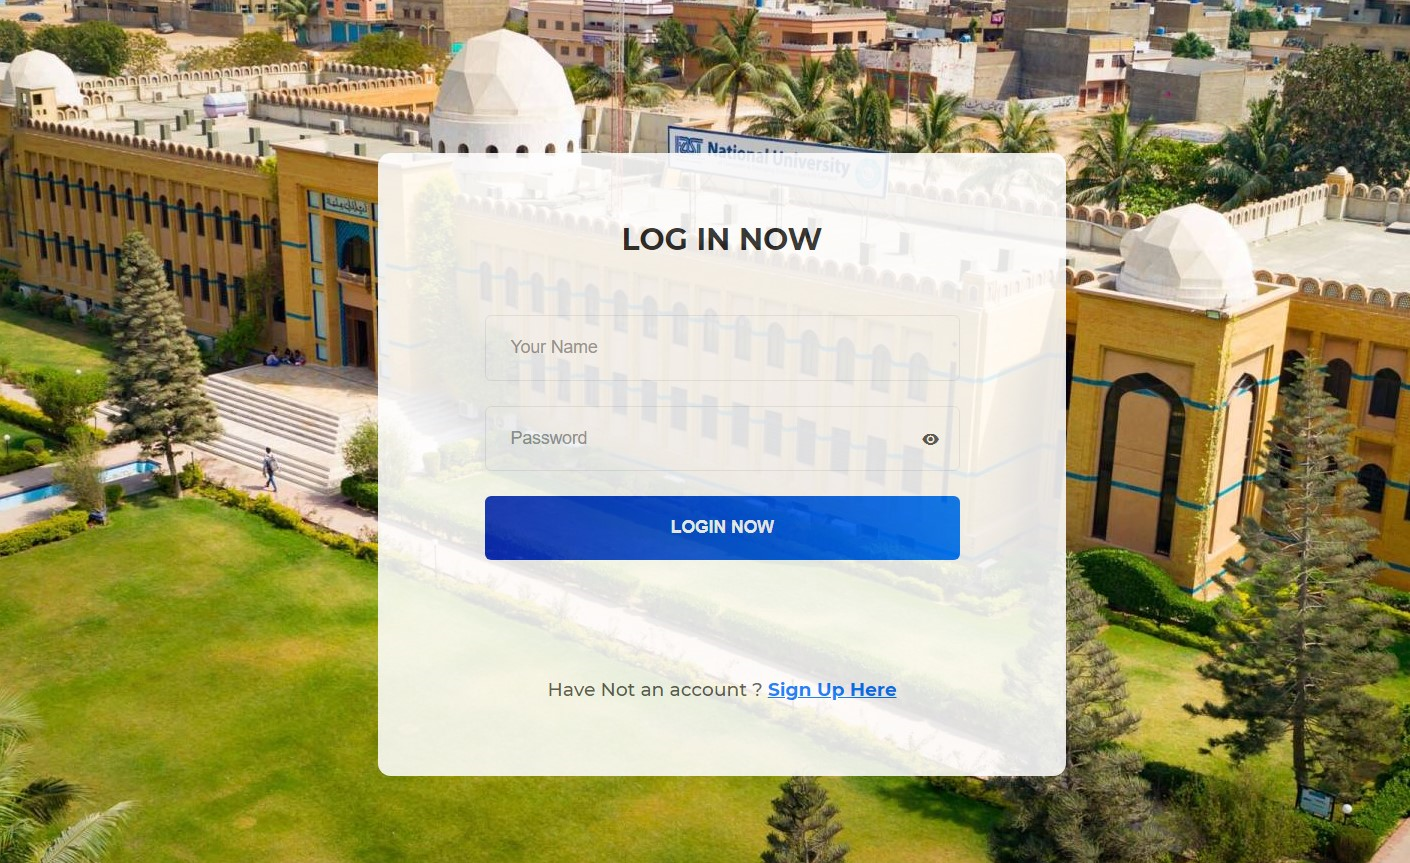 FAST National University
LOG IN NOW
Your Name
Password
LOGIN NOW
Have Not an account ? Sign Up Here